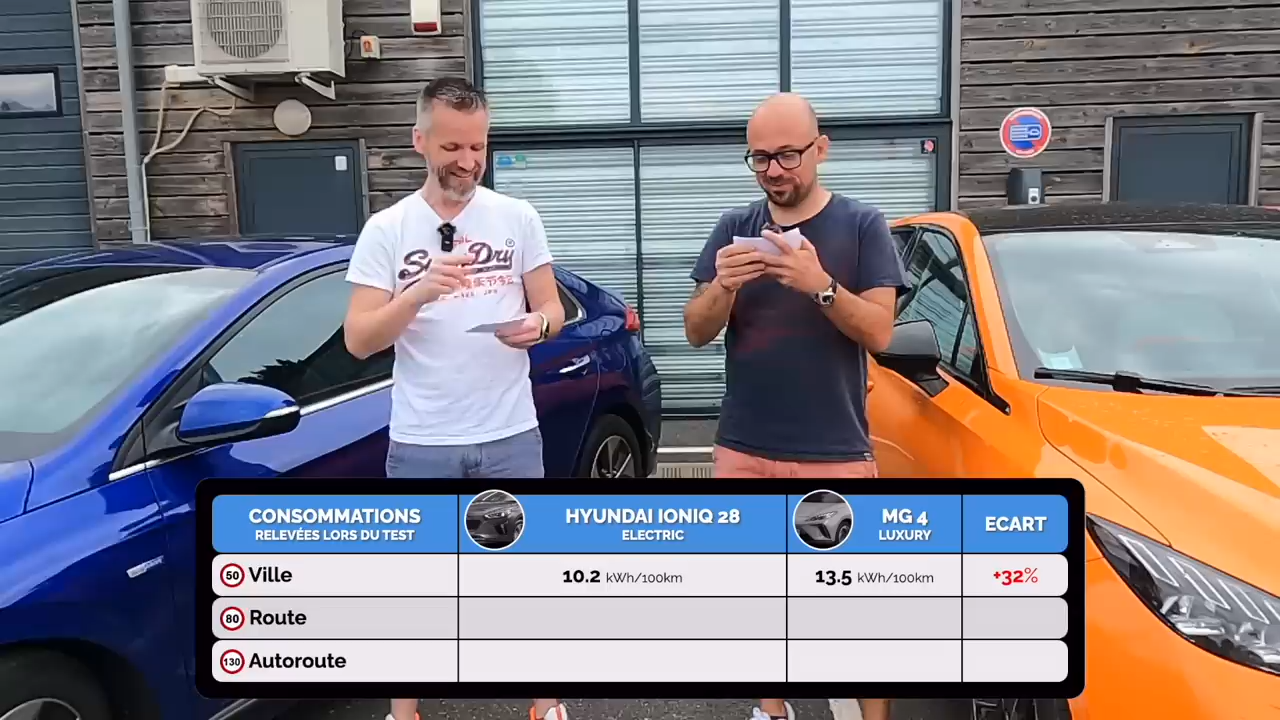 SuperDry
CONSOMMATIONS
RELEVÉES LORS DU TEST
HYUNDAI IONIQ 28
ELECTRIC
MG 4
LUXURY
ECART
50 Ville
10.2 kWh/100km
13.5 kWh/100km
+32%
80 Route
130 Autoroute